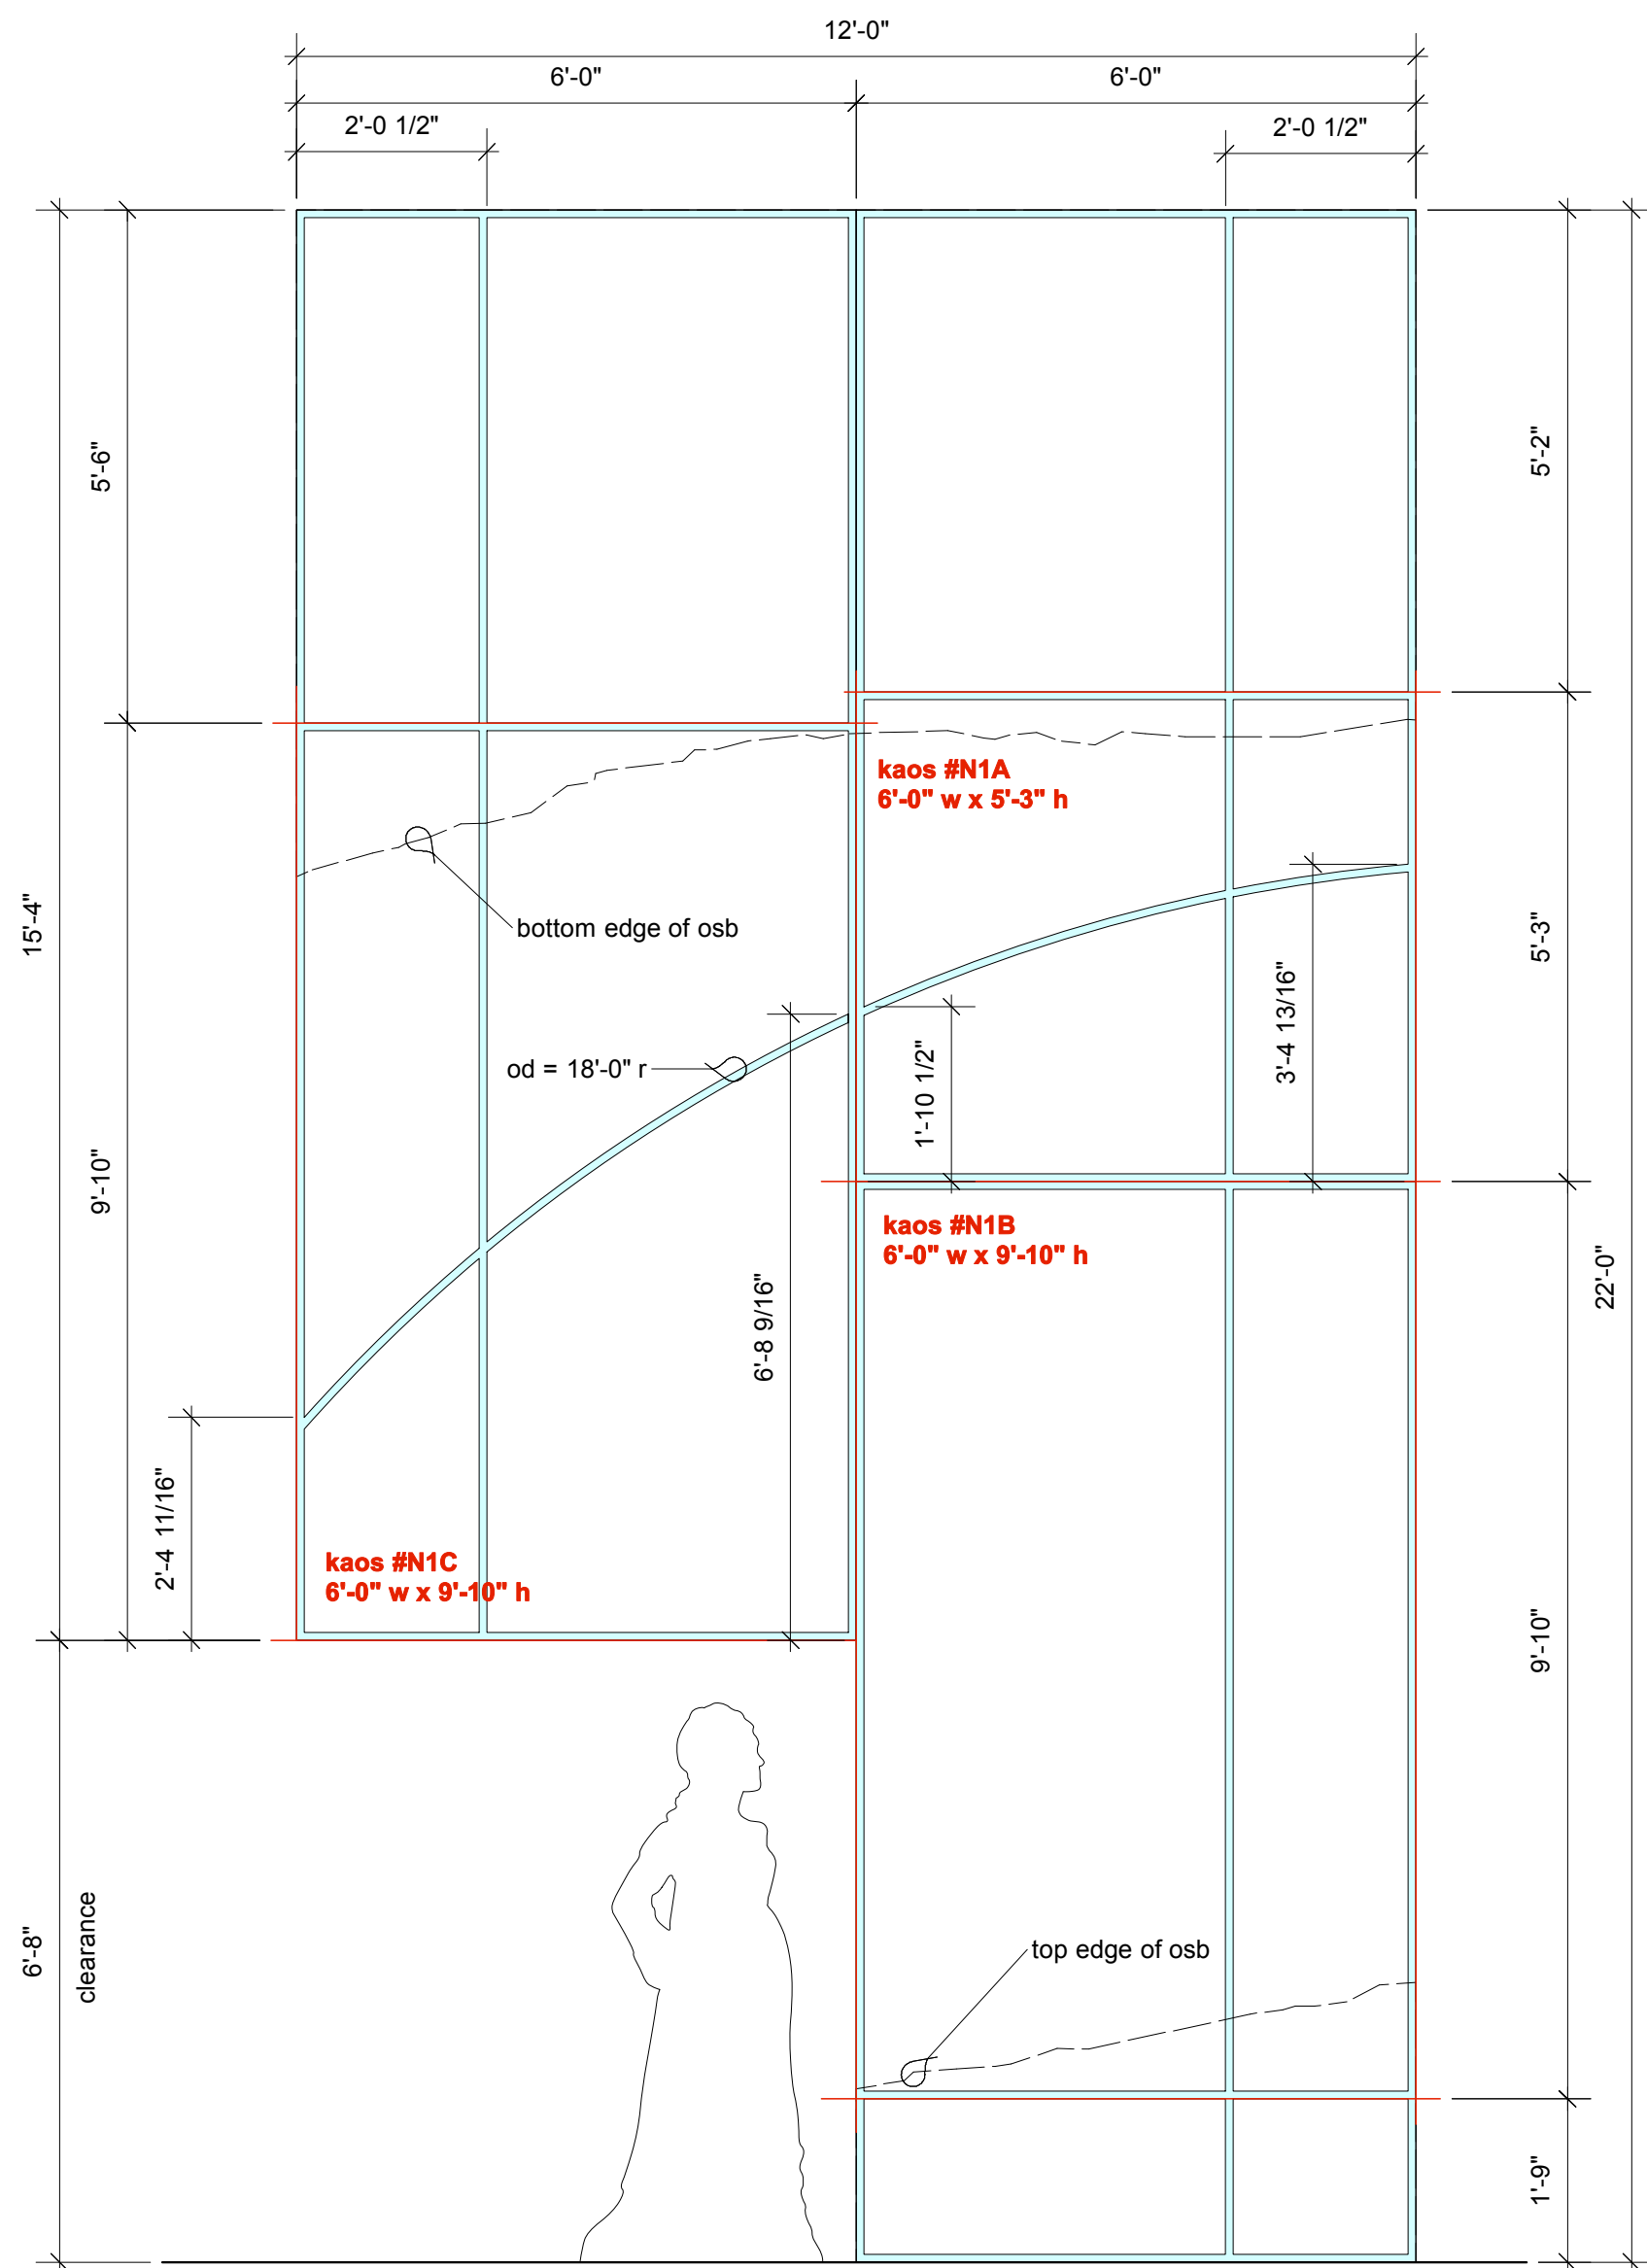 12'-0"
6'-0"
6'-0"
2'-0 1/2"
2'-0 1/2"
5'-6"
5'-2"
kaos #N1A
6'-0" w x 5'-3" h
15'-4"
bottom edge of osb
5'-3"
3'-4 13/16"
od = 18'-0" r
1'-10 1/2"
9'-10"
kaos #N1B
6'-0" w x 9'-10" h
22'-0"
6'-8 9/16"
2'-4 11/16"
kaos #N1C
6'-0" w x 9'-10" h
9'-10"
6'-8"
clearance
top edge of osb
1'-9"